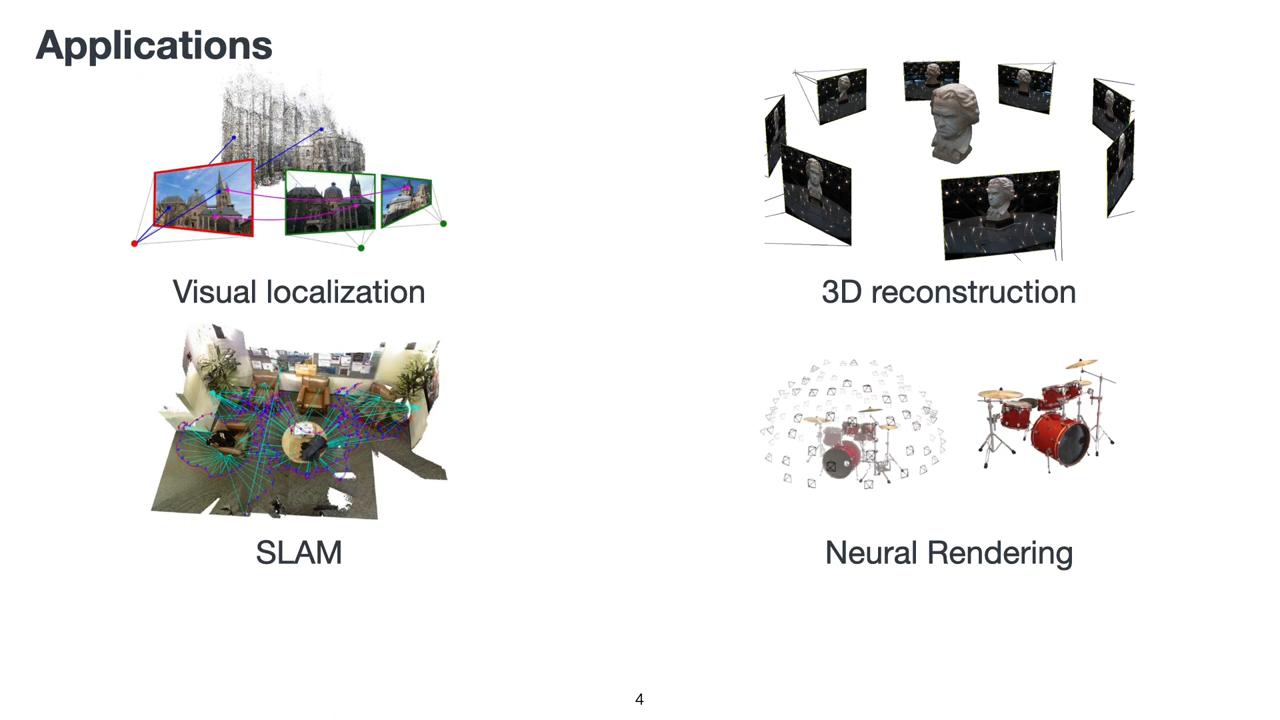 Applications
Visual localization
3D reconstruction
SLAM
Neural Rendering
4